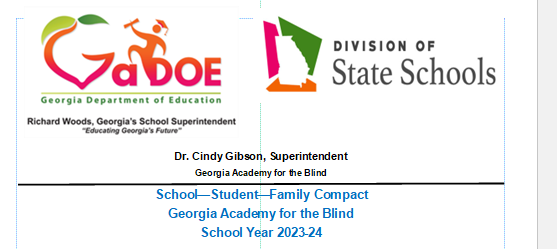 GaDOE
Georgia Department of Education
Richard Woods, Georgia's School Superintendent
"Educating Georgia's Future"
DIVISION OF
State Schools
Dr. Cindy Gibson, Superintendent
Georgia Academy for the Blind
School—Student—Family Compact
Georgia Academy for the Blind
School Year 2023-24